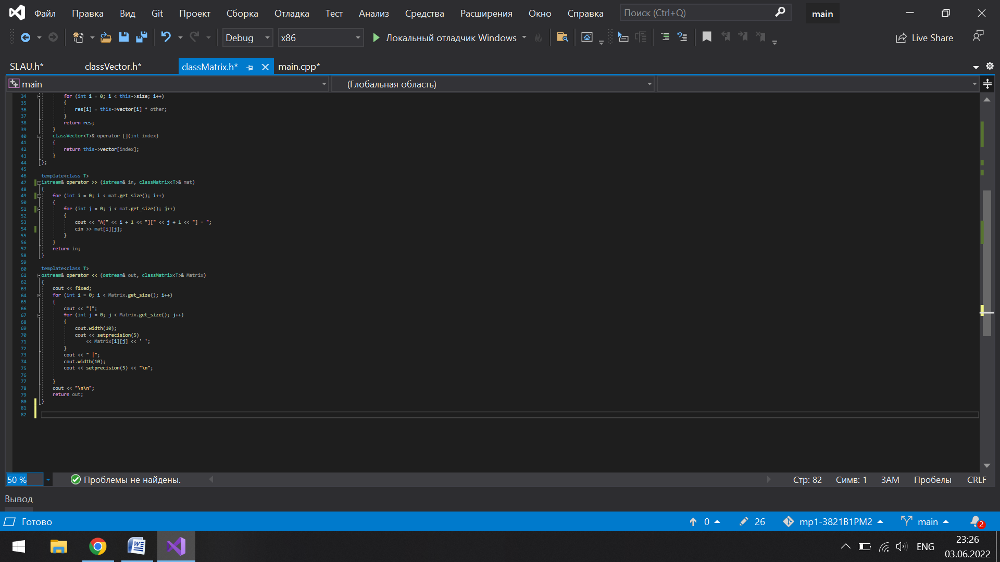 Файл Правка Вид Git Проект Сборка Отладка Тест Анализ Средства Расширения Окно Справка Поиск (Ctrl+Q) main
Debug x86 Локальный отладчик Windows Live Share
SLAU.h* classVector.h* classMatrix.h* main.cpp*
main (Глобальная область)
34 for (int i = 0; i < this->size; i++)
35 {
36 res[i] = this->vector[i] * other;
37 }
38 return res;
39 }
40 classVector<T>& operator [](int index)
41 {
42 return this->vector[index];
43 }
44 };
45
46 template<class T>
47 istream& operator >> (istream& in, classMatrix<T>& mat)
48 {
49 for (int i = 0; i < mat.get_size(); i++)
50 {
51 for (int j = 0; j < mat.get_size(); j++)
52 {
53 cout << "A[" << i + 1 << "][" << j + 1 << "] = ";
54 cin >> mat[i][j];
55 }
56 }
57 return in;
58 }
59
60 template<class T>
61 ostream& operator << (ostream& out, classMatrix<T>& Matrix)
62 {
63 cout << fixed;
64 for (int i = 0; i < Matrix.get_size(); i++)
65 {
66 cout << "|";
67 for (int j = 0; j < Matrix.get_size(); j++)
68 {
69 cout.width(10);
70 cout << setprecision(5)
71 << Matrix[i][j] << ' ';
72 }
73 cout << " |";
74 cout.width(10);
75 cout << setprecision(5) << "\n";
76
77 }
78 cout << "\n\n";
79 return out;
80 }
81
82
50 % Проблемы не найдены. Стр: 82 Симв: 1 ЗАМ Пробелы CRLF
Вывод
Готово 0 26 mp1-3821B1PM2 main 2
ENG 23:26
03.06.2022